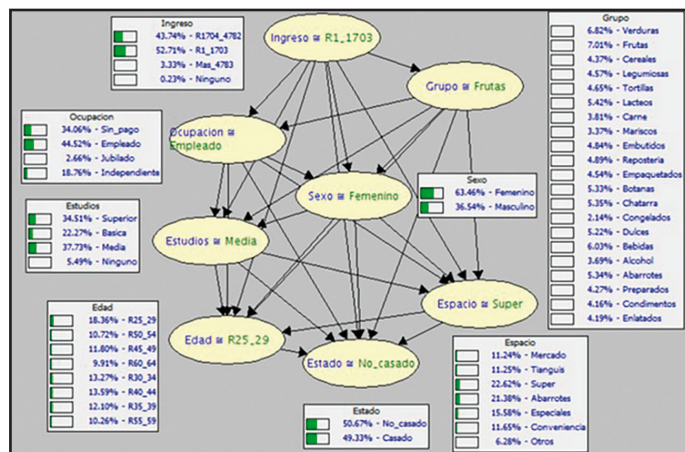 Ingreso
43.74% - R1704_4782
52.71% - R1_1703
3.33% - Mas_4783
0.23% - Ninguno
Ingreso ≅ R1_1703
Grupo ≅ Frutas
Grupo
6.82% - Verduras
7.01% - Frutas
4.37% - Cereales
4.57% - Legumiosas
4.65% - Tortillas
5.42% - Lacteos
3.81% - Carne
3.37% - Mariscos
4.84% - Embutidos
4.89% - Reposteria
4.54% - Empaquetados
5.33% - Botanas
5.35% - Chatarra
2.14% - Congelados
5.22% - Dulces
6.03% - Bebidas
3.69% - Alcohol
5.34% - Abarrotes
4.27% - Preparados
4.16% - Condimentos
4.19% - Enlatados
Ocupacion
34.06% - Sin_pago
44.52% - Empleado
2.66% - Jubilado
18.76% - Independiente
Ocupacion ≅
Empleado
Sexo ≅ Femenino
Sexo
63.46% - Femenino
36.54% - Masculino
Estudios
34.51% - Superior
22.27% - Basica
37.73% - Media
5.49% - Ninguno
Estudios ≅ Media
Espacio ≅ Super
Edad
18.36% - R25_29
10.72% - R50_54
11.80% - R45_49
9.91% - R60_64
13.27% - R30_34
13.59% - R40_44
12.10% - R35_39
10.26% - R55_59
Edad ≅ R25_29
Estado ≅ No_casado
Estado
50.67% - No_casado
49.33% - Casado
Espacio
11.24% - Mercado
11.25% - Tianguis
22.62% - Super
21.38% - Abarrotes
15.58% - Especiales
11.65% - Conveniencia
6.28% - Otros